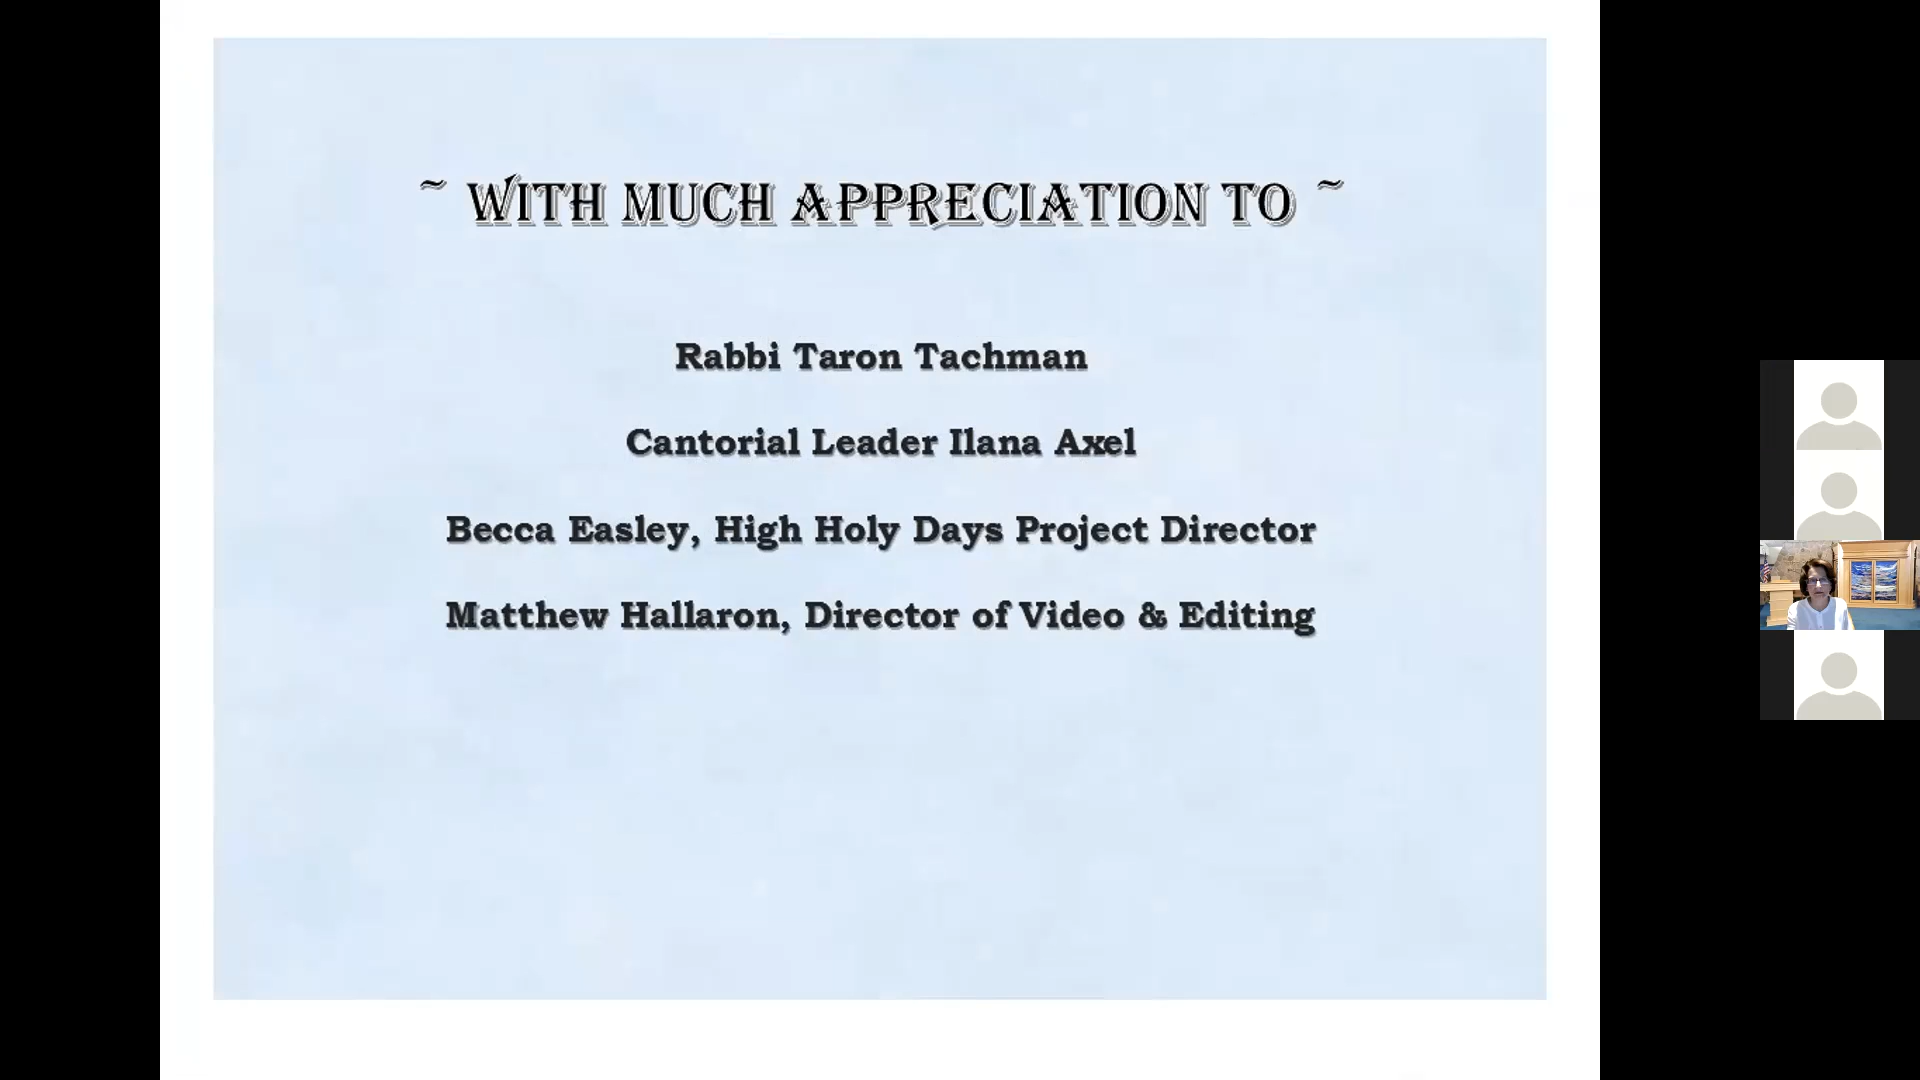 ~ WITH MUCH APPRECIATION TO ~
Rabbi Taron Tachman
Cantorial Leader Ilana Axel
Becca Easley, High Holy Days Project Director
Matthew Hallaron, Director of Video & Editing